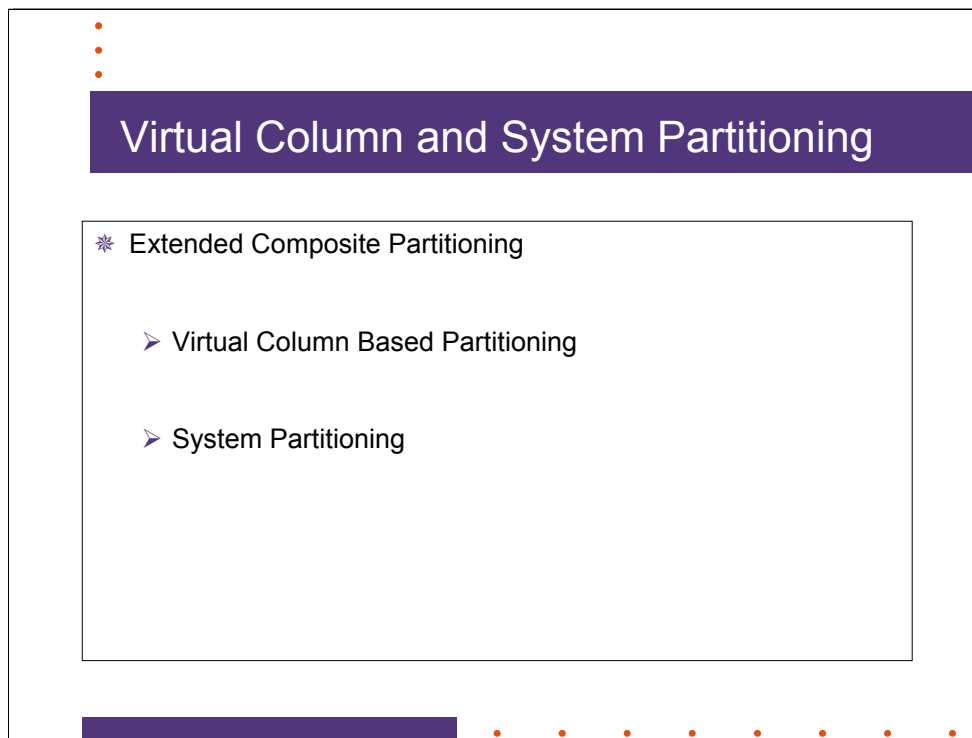 Virtual Column and System Partitioning
Extended Composite Partitioning
Virtual Column Based Partitioning
System Partitioning